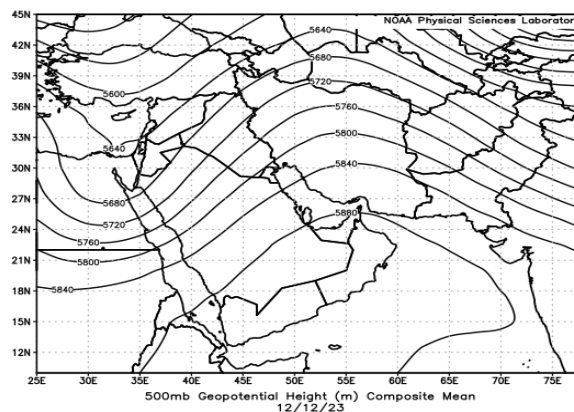 NOAA Physical Sciences Laborator
45N
42N
39N
36N
33N
30N
27N
24N
21N
18N
15N
12N
5640
5680
5720
5760
5800
5840
5880
5600
5640
5680
5720
5760
5800
5840
25E 30E 35E 40E 45E 50E 55E 60E 65E 70E 75E
500mb Geopotential Height (m) Composite Mean
12/12/23